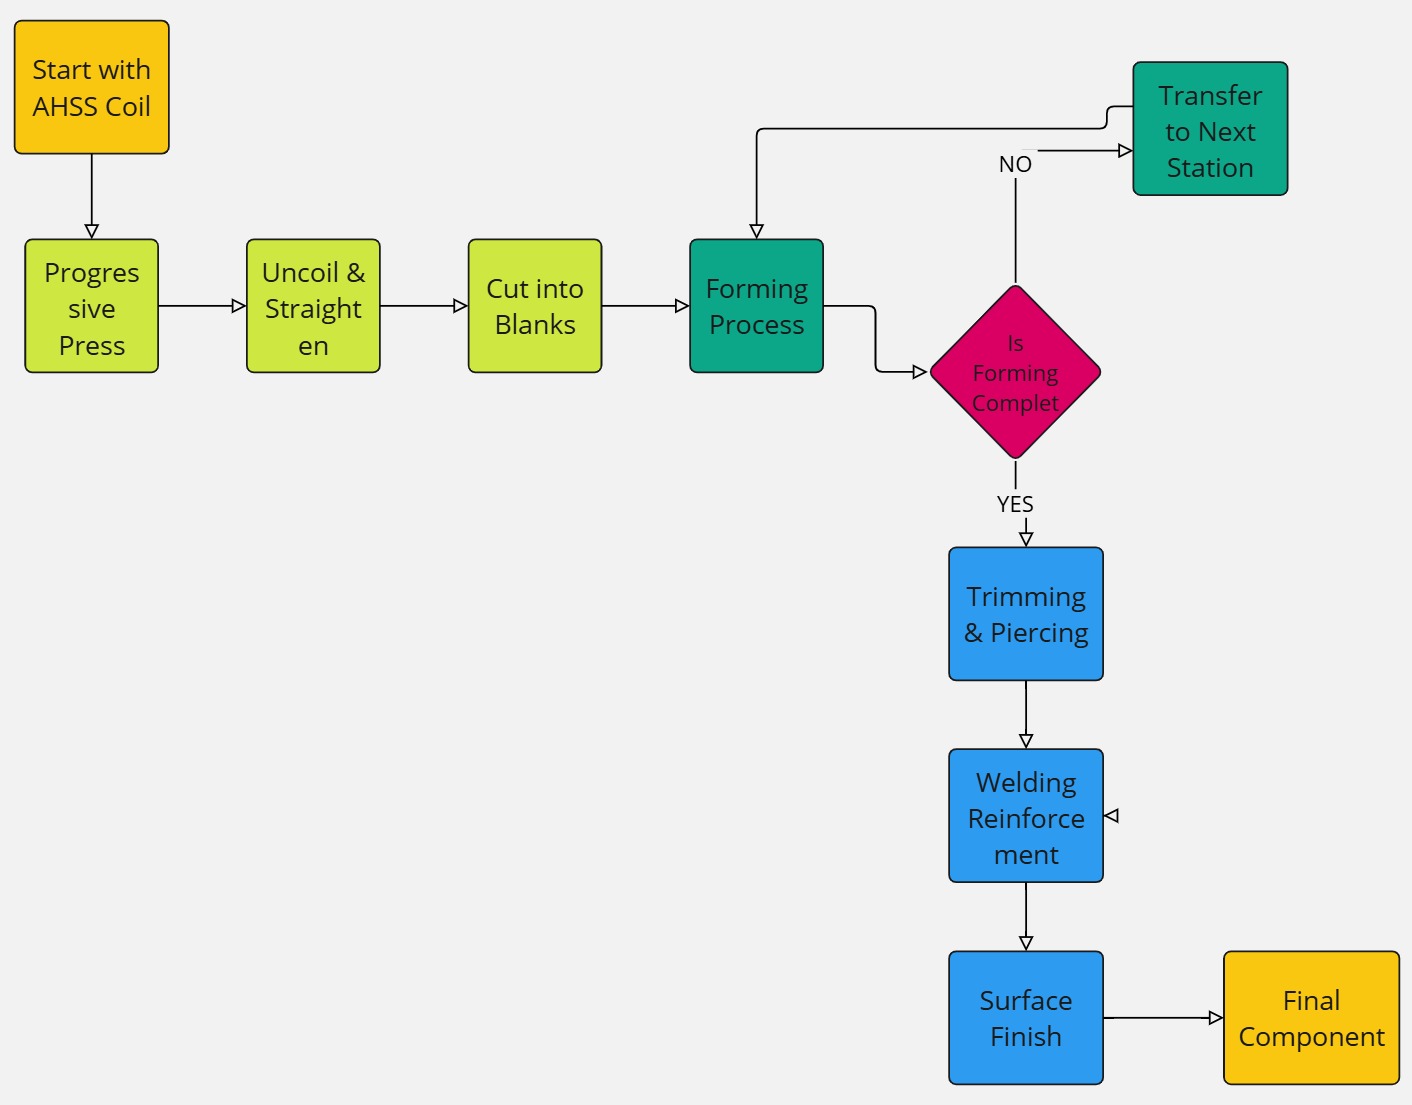 Start with
AHSS Coil
Progres
sive
Press
Uncoil &
Straight
en
Cut into
Blanks
Forming
Process
Is
Forming
Complet
NO
Transfer
to Next
Station
YES
Trimming
& Piercing
Welding
Reinforce
ment
Surface
Finish
Final
Component